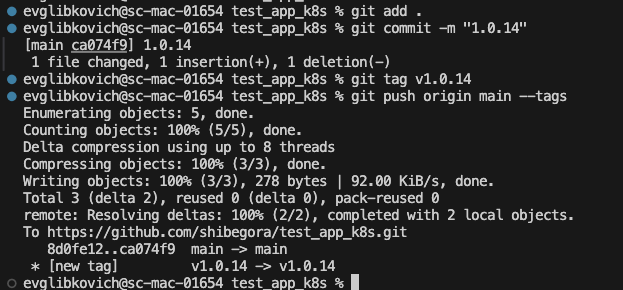 evglibkovich@sc-mac-01654 test_app_k8s % git add .
evglibkovich@sc-mac-01654 test_app_k8s % git commit -m "1.0.14"
[main ca074f9] 1.0.14
1 file changed, 1 insertion(+), 1 deletion(-)
evglibkovich@sc-mac-01654 test_app_k8s % git tag v1.0.14
evglibkovich@sc-mac-01654 test_app_k8s % git push origin main --tags
Enumerating objects: 5, done.
Counting objects: 100% (5/5), done.
Delta compression using up to 8 threads
Compressing objects: 100% (3/3), done.
Writing objects: 100% (3/3), 278 bytes | 92.00 KiB/s, done.
Total 3 (delta 2), reused 0 (delta 0), pack-reused 0
remote: Resolving deltas: 100% (2/2), completed with 2 local objects.
To https://github.com/shibegora/test_app_k8s.git
8d0fe12..ca074f9 main -> main
* [new tag] v1.0.14 -> v1.0.14
evglibkovich@sc-mac-01654 test_app_k8s %